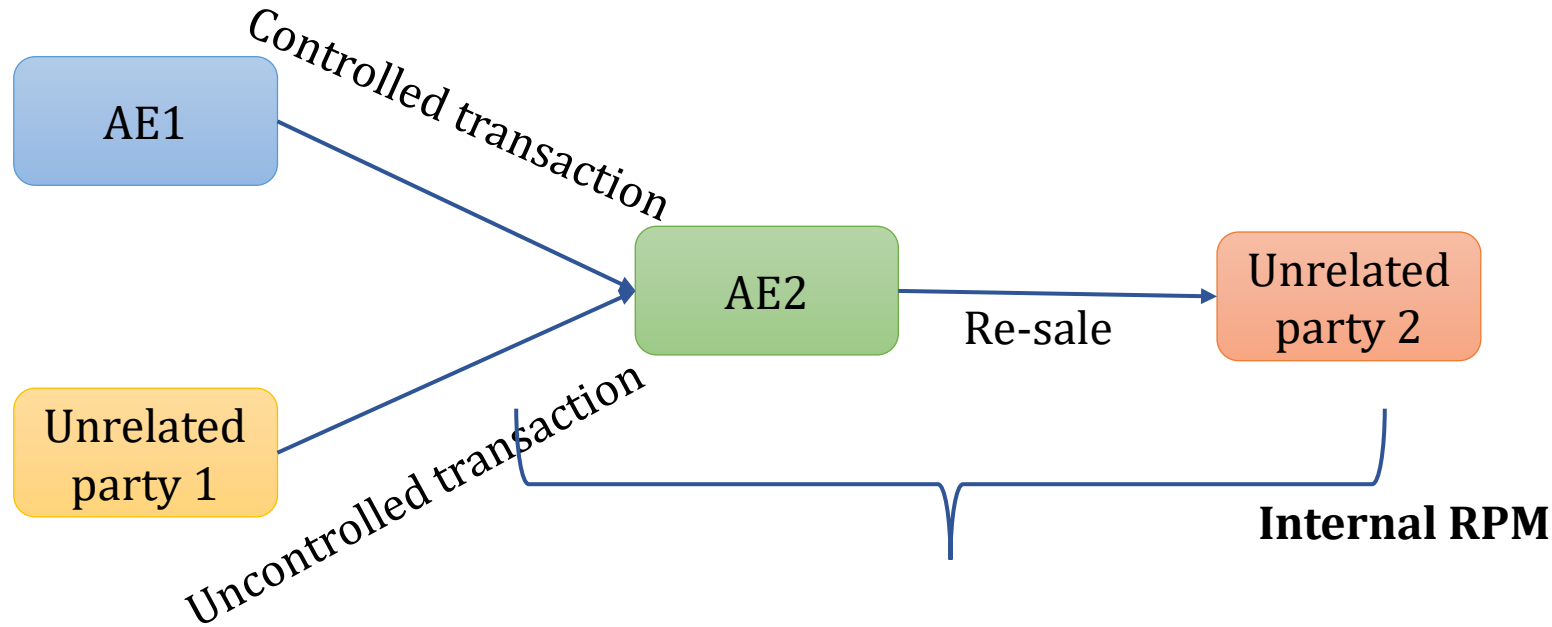 Controlled transaction
AE1
AE2
Re-sale
Unrelated
party 2
Unrelated
party 1
Uncontrolled transaction
Internal RPM